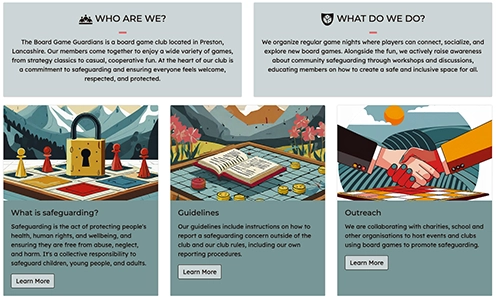 WHO ARE WE?
The Board Game Guardians is a board game club located in Preston,
Lancashire. Our members come together to enjoy a wide variety of games,
from strategy classics to casual, cooperative fun. At the heart of our club is
a commitment to safeguarding and ensuring everyone feels welcome,
respected, and protected.
WHAT DO WE DO?
We organize regular game nights where players can connect, socialize, and
explore new board games. Alongside the fun, we actively raise awareness
about community safeguarding through workshops and discussions,
educating members on how to create a safe and inclusive space for all.
What is safeguarding?
Safeguarding is the act of protecting people's
health, human rights, and wellbeing, and
ensuring they are free from abuse, neglect,
and harm. It's a collective responsibility to
safeguard children, young people, and adults.
Learn More
Guidelines
Our guidelines include instructions on how to
report a safeguarding concern outside of the
club and our club rules, including our own
reporting procedures.
Learn More
Outreach
We are collaborating with charities, school and
other organisations to host events and clubs
using board games to promote safeguarding.
Learn More